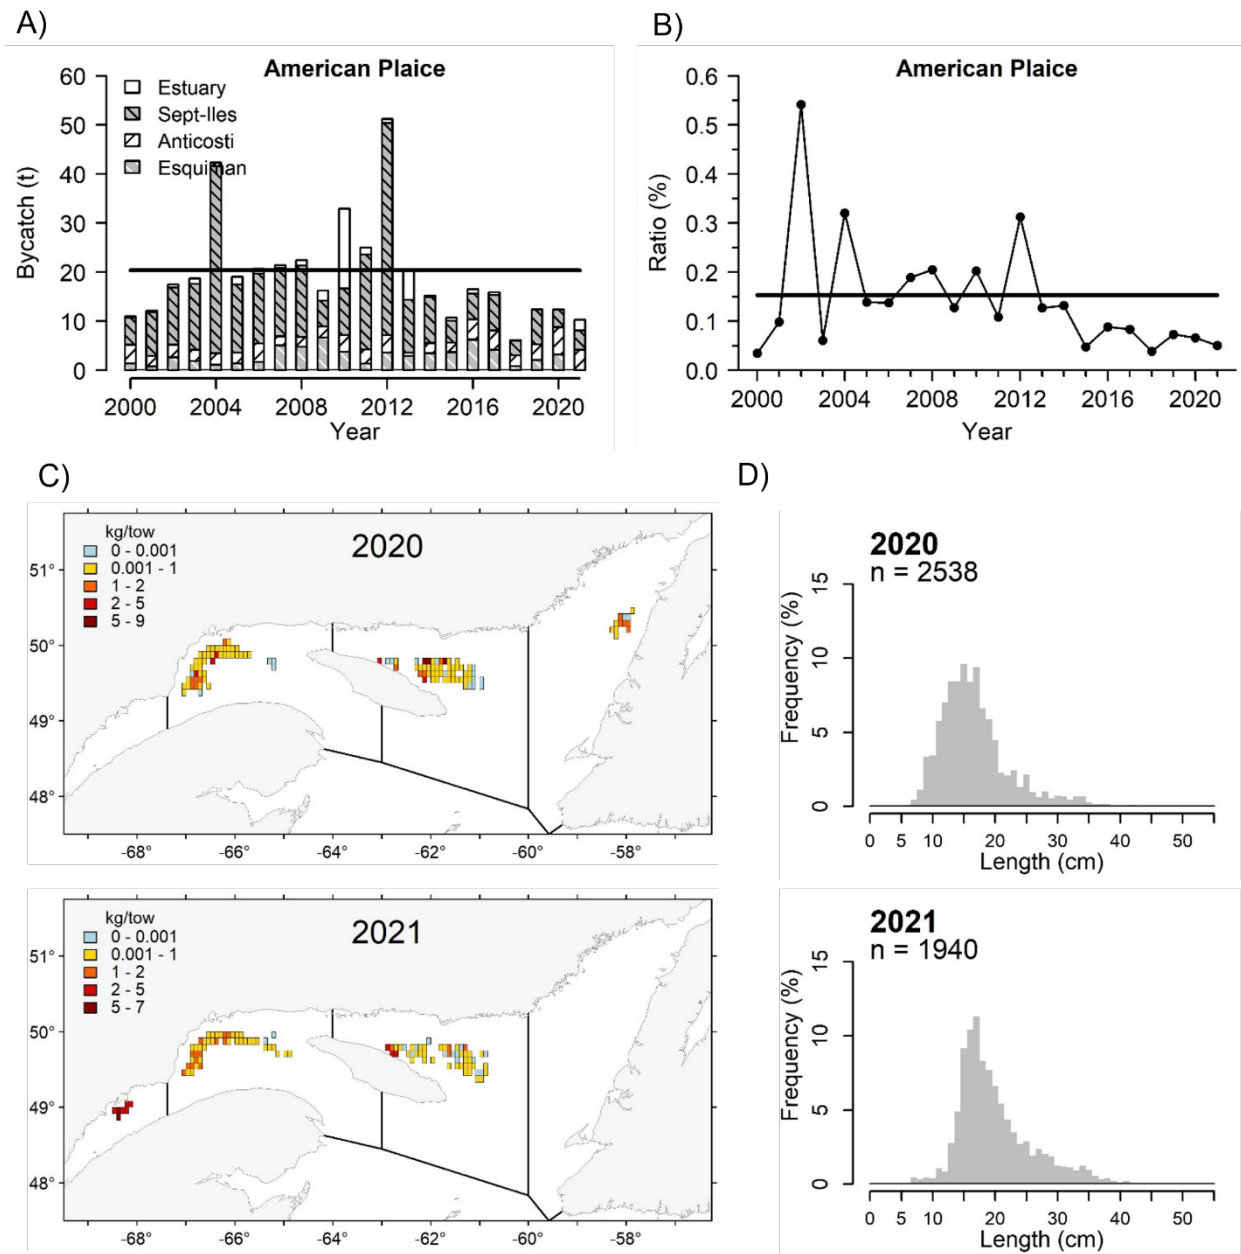 A)
American Plaice
60
50
40
30
20
10
0
Bycatch (t)
Estuary
Sept-Iles
Anticosti
Esquiman
2000 2004 2008 2012 2016 2020
Year
B)
American Plaice
0.6
0.5
0.4
0.3
0.2
0.1
0.0
Ratio (%)
2000 2004 2008 2012 2016 2020
Year
C)
2020
kg/tow
0 - 0.001
0.001 - 1
1 - 2
2 - 5
5 - 9
51°
50°
49°
48°
-68 -66 -64 -62 -60 -58
2021
kg/tow
0 - 0.001
0.001 - 1
1 - 2
2 - 5
5 - 7
51°
50°
49°
48°
-68 -66 -64 -62 -60 -58
D)
2020
n = 2538
15
10
5
0
Frequency (%)
0 5 10 20 30 40 50
Length (cm)
2021
n = 1940
15
10
5
0
Frequency (%)
0 5 10 20 30 40 50
Length (cm)